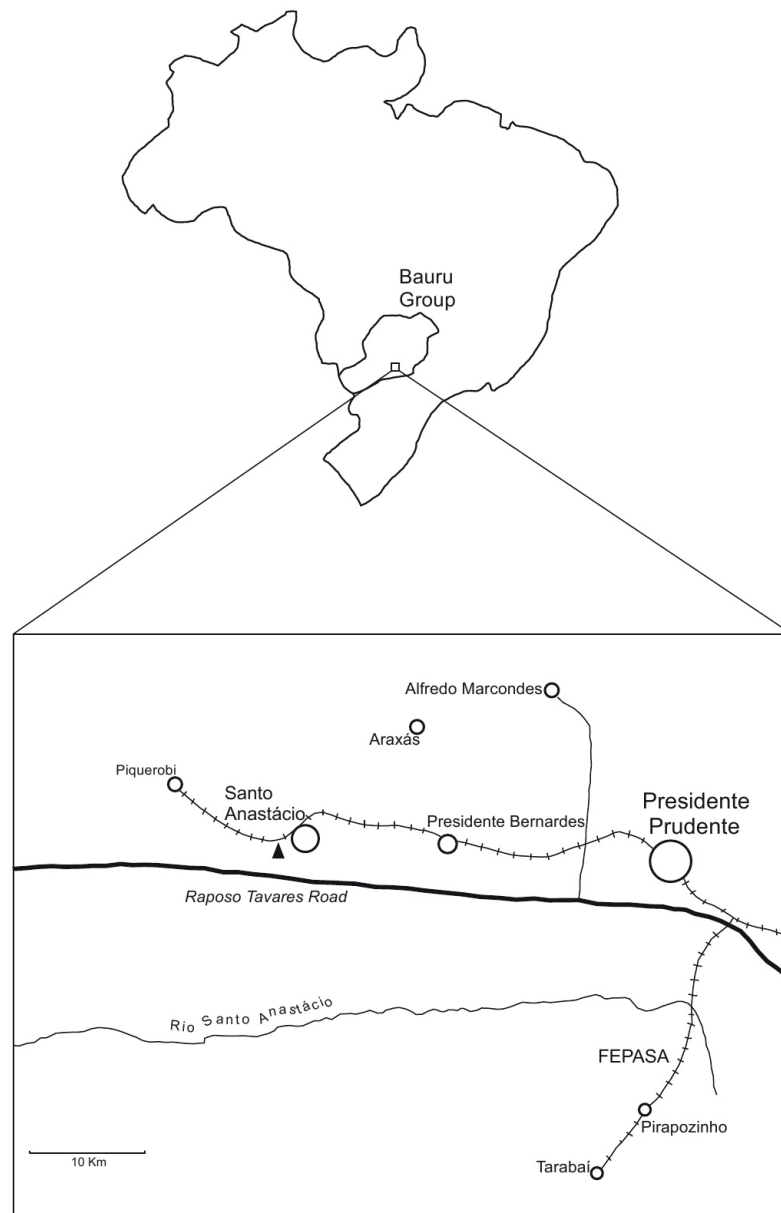 Bauru
Group
Alfredo Marcondes
Araxás
Piquerobi
Santo
Anastácio
Presidente Bernardes
Presidente
Prudente
Raposo Tavares Road
Rio Santo Anastácio
FEPASA
Pirapozinho
Tarabaí
10 Km